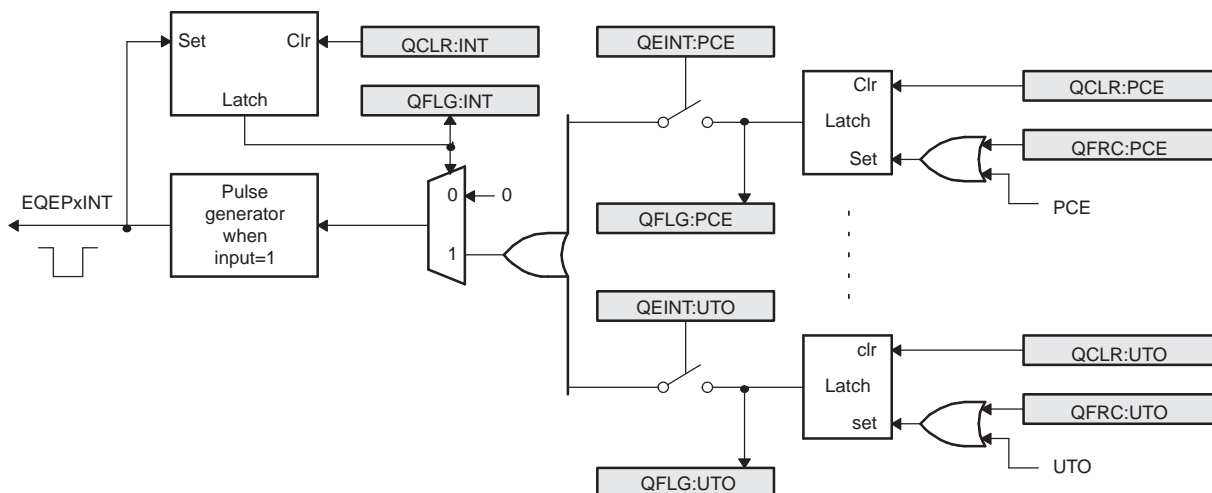 Set
Clr
Latch
QCLR:INT
QFLG:INT
EQEPxINT
Pulse
generator
when
input=1
0
0
1
QEINT:PCE
QFLG:PCE
Clr
Latch
Set
QCLR:PCE
QFRC:PCE
PCE
QEINT:UTO
QFLG:UTO
clr
Latch
set
QCLR:UTO
QFRC:UTO
UTO